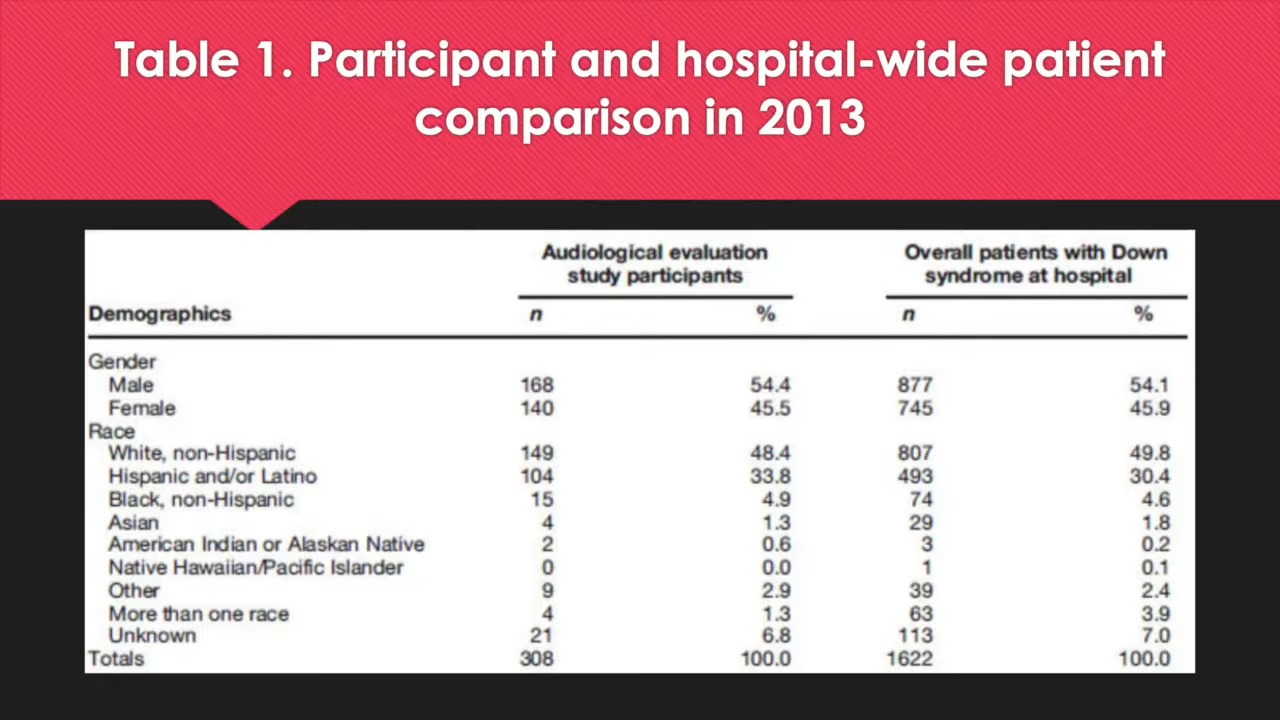 Table 1. Participant and hospital-wide patient
comparison in 2013
Audiological evaluation Overall patients with Down
study participants syndrome at hospital
Demographics n % n %
Gender
Male 168 54.4 877 54.1
Female 140 45.5 745 45.9
Race
White, non-Hispanic 149 48.4 807 49.8
Hispanic and/or Latino 104 33.8 493 30.4
Black, non-Hispanic 15 4.9 74 4.6
Asian 4 1.3 29 1.8
American Indian or Alaskan Native 2 0.6 3 0.2
Native Hawaiian/Pacific Islander 0 0.0 1 0.1
Other 9 2.9 39 2.4
More than one race 4 1.3 63 3.9
Unknown 21 6.8 113 7.0
Totals 308 100.0 1622 100.0